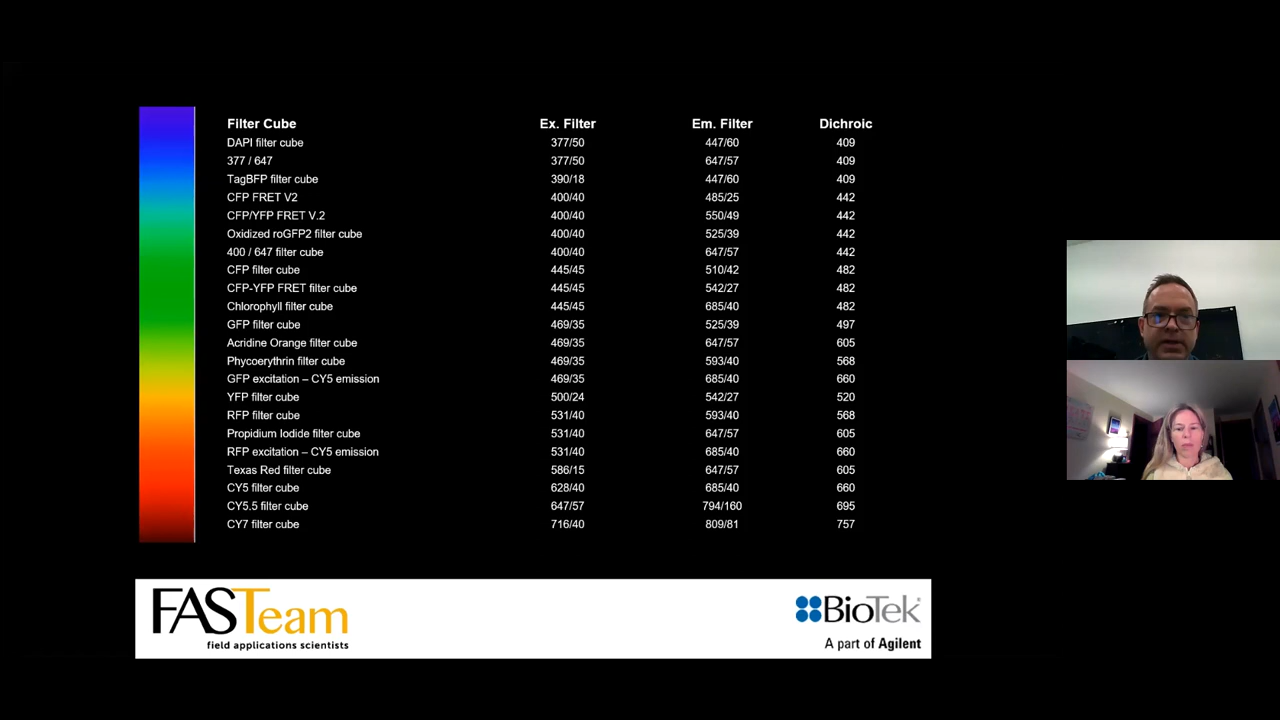 Filter Cube Ex. Filter Em. Filter Dichroic
DAPI filter cube 377/50 447/60 409
377 / 647 377/50 647/57 409
TagBFP filter cube 390/18 447/60 409
CFP FRET V2 400/40 485/25 442
CFP/YFP FRET V.2 400/40 550/49 442
Oxidized roGFP2 filter cube 400/40 525/39 442
400 / 647 filter cube 400/40 647/57 442
CFP filter cube 445/45 510/42 482
CFP-YFP FRET filter cube 445/45 542/27 482
Chlorophyll filter cube 445/45 685/40 482
GFP filter cube 469/35 525/39 497
Acridine Orange filter cube 469/35 647/57 605
Phycoerythrin filter cube 469/35 593/40 568
GFP excitation – CY5 emission 469/35 685/40 660
YFP filter cube 500/24 542/27 520
RFP filter cube 531/40 593/40 568
Propidium Iodide filter cube 531/40 647/57 605
RFP excitation – CY5 emission 531/40 685/40 660
Texas Red filter cube 586/15 647/57 605
CY5 filter cube 628/40 685/40 660
CY5.5 filter cube 647/57 794/160 695
CY7 filter cube 716/40 809/81 757
FASTeam
field applications scientists
BioTek®
A part of Agilent